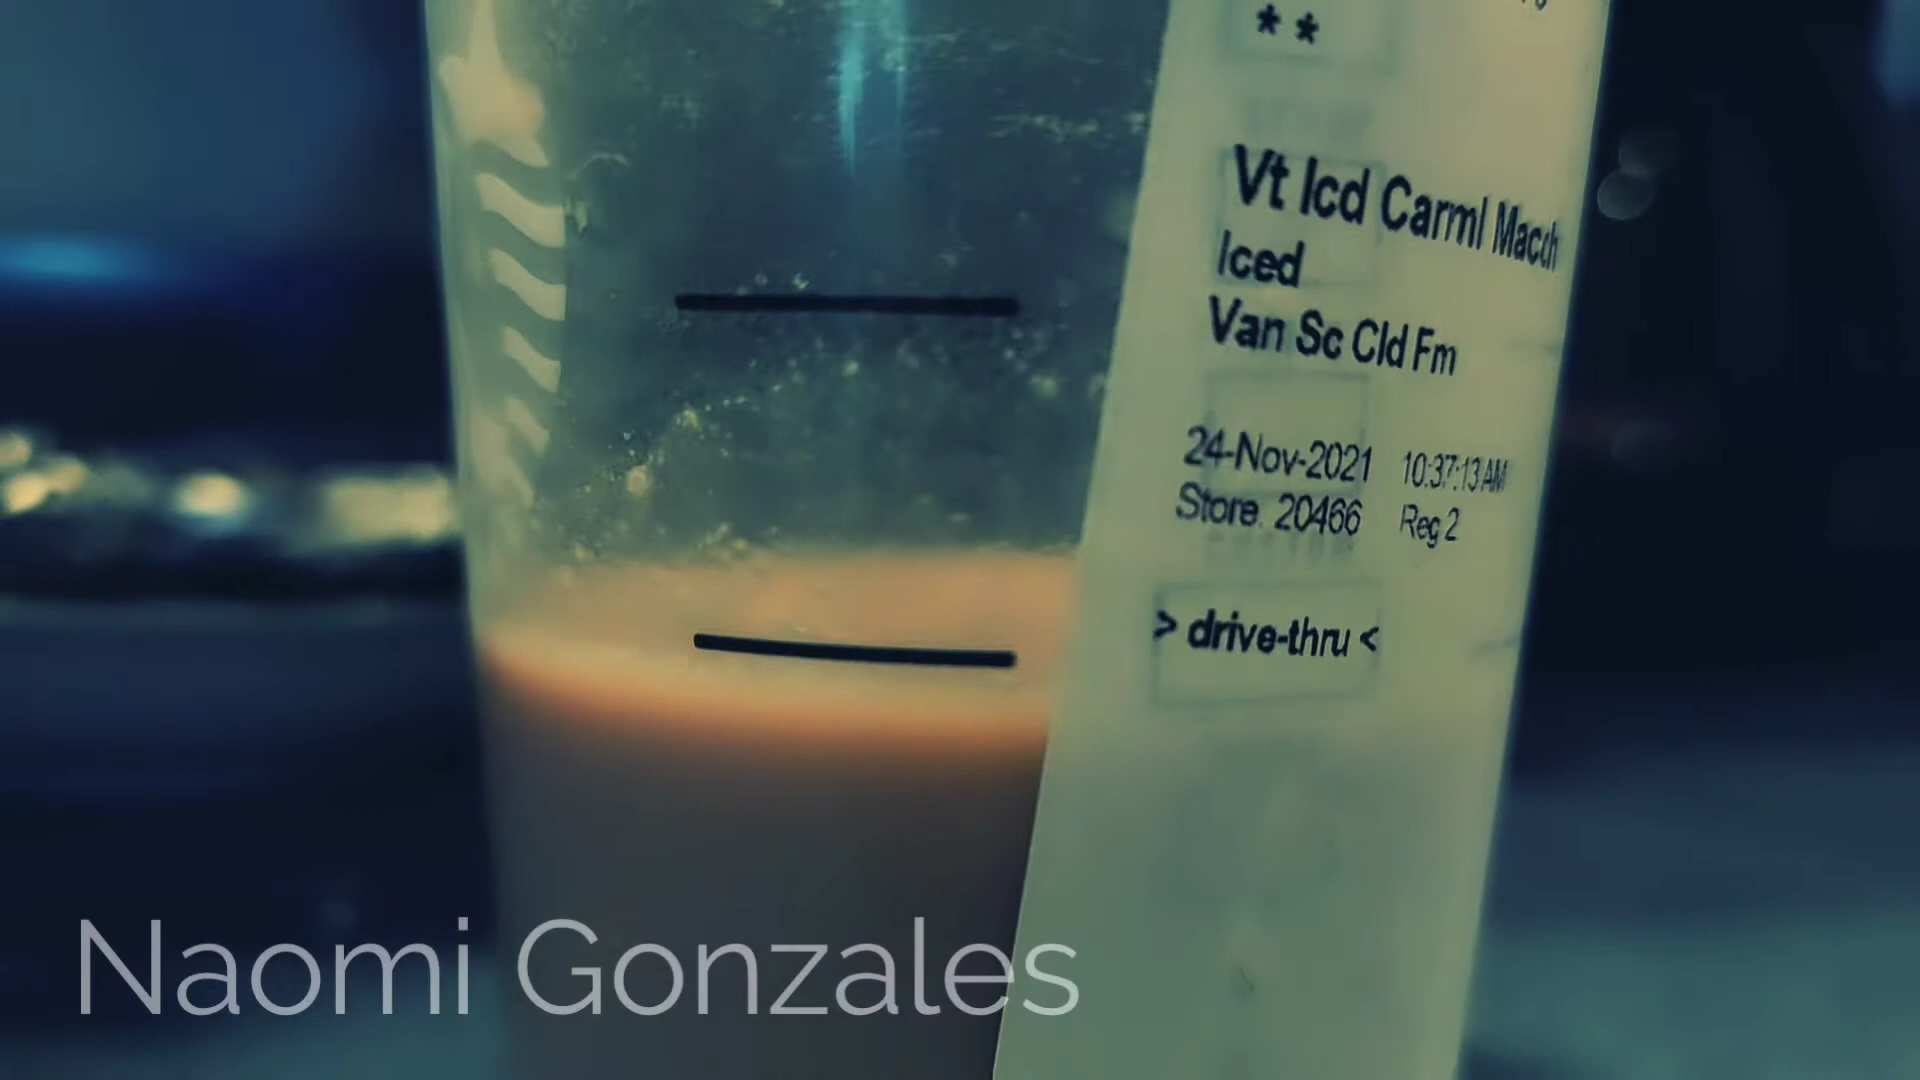 **
Vt Icd Carml Macch
Iced
Van Sc Cld Fm
24-Nov-2021 10:37:13 AM
Store. 20466 Reg 2
> drive-thru <
Naomi Gonzales